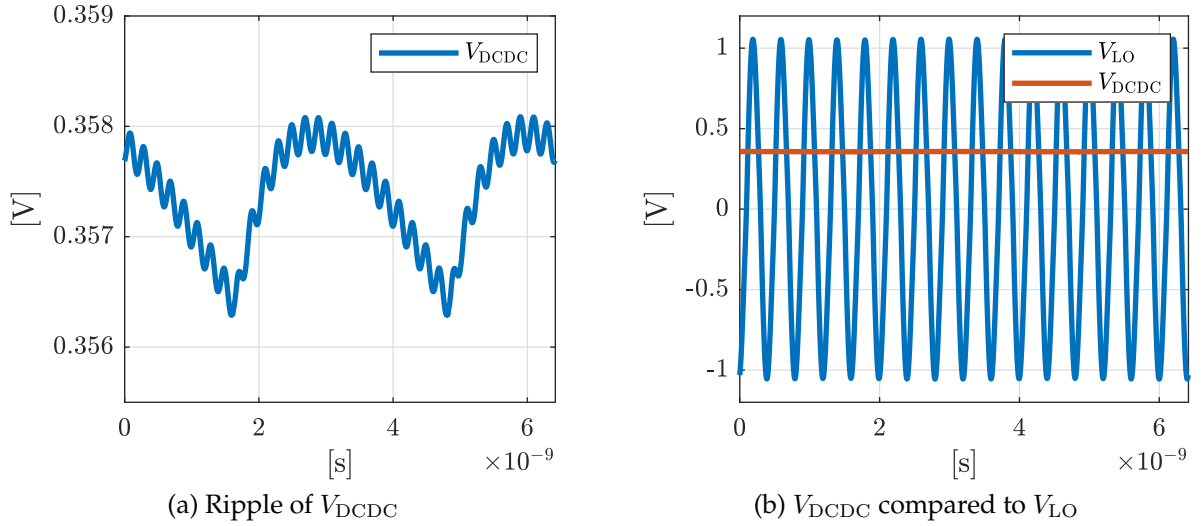 0.359
0.358
0.357
0.356
[V]
V_DCDC
0 2 4 6
×10⁻⁹
[s]
(a) Ripple of V_DCDC
1
0.5
0
-0.5
-1
[V]
V_LO
V_DCDC
0 2 4 6
×10⁻⁹
[s]
(b) V_DCDC compared to V_LO